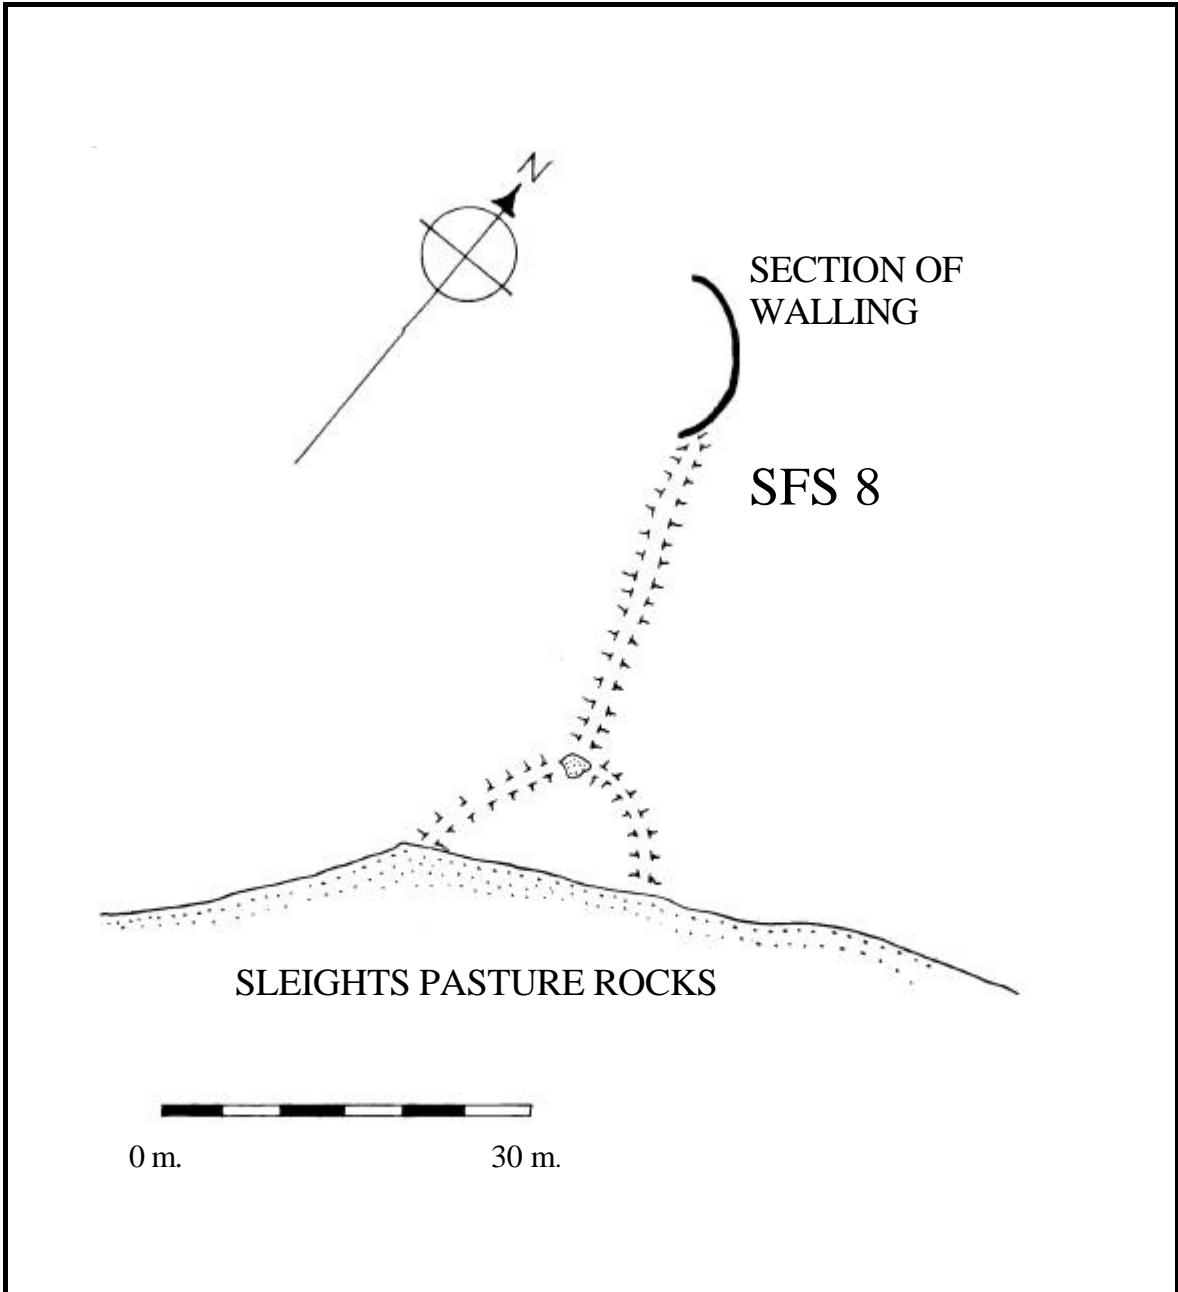 N
SECTION OF
WALLING
SFS 8
SLEIGHTS PASTURE ROCKS
0 m.
30 m.